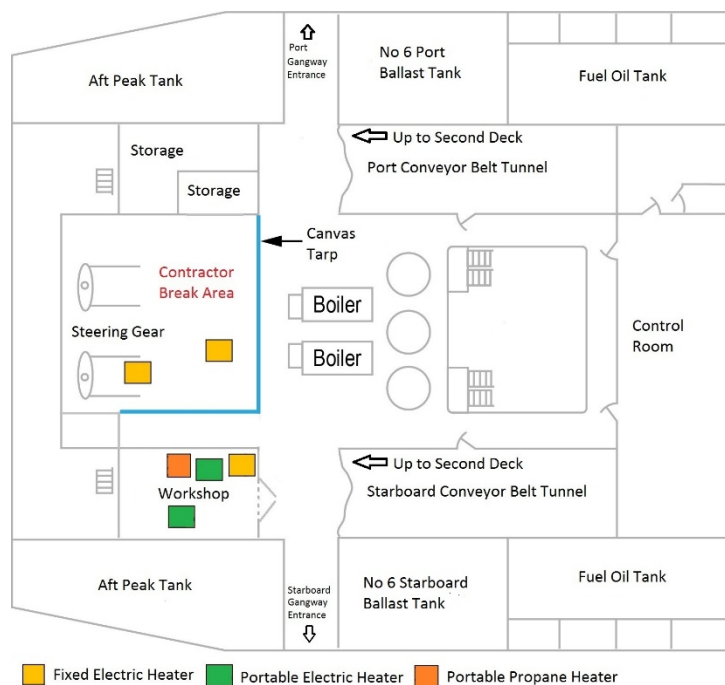 Port
Gangway
Entrance
Aft Peak Tank
No 6 Port
Ballast Tank
Fuel Oil Tank
Storage
Up to Second Deck
Port Conveyor Belt Tunnel
Storage
Canvas
Tarp
Contractor
Break Area
Boiler
Steering Gear
Control
Room
Boiler
Up to Second Deck
Workshop
Starboard Conveyor Belt Tunnel
Aft Peak Tank
Starboard
Gangway
Entrance
No 6 Starboard
Ballast Tank
Fuel Oil Tank
Fixed Electric Heater
Portable Electric Heater
Portable Propane Heater